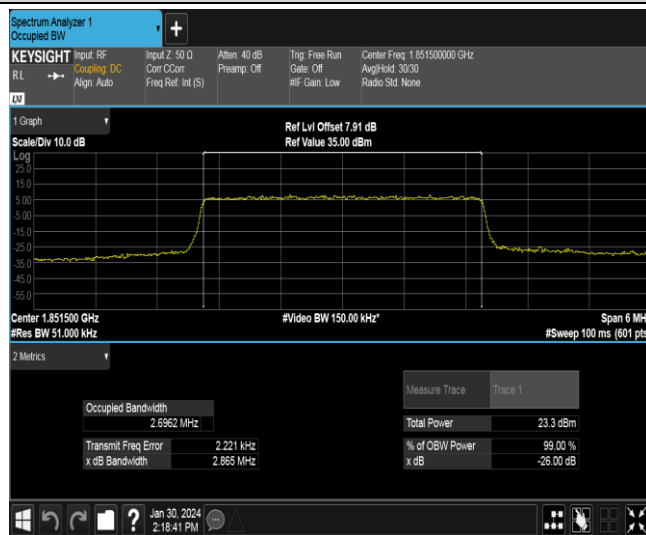 Spectrum Analyzer 1
Occupied BW
+
KEYSIGHT
RL
LXI
Input: RF
Coupling: DC
Align: Auto
Input Z: 50 Ω
Corr CCorr
Freq Ref: Int (S)
Atten: 40 dB
Preamp: Off
Trig: Free Run
Gate: Off
#IF Gain: Low
Center Freq: 1.851500000 GHz
Avg|Hold: 30/30
Radio Std: None
1 Graph
Scale/Div 10.0 dB
Ref Lvl Offset 7.91 dB
Ref Value 35.00 dBm
Log
25.0
15.0
5.00
-5.00
-15.0
-25.0
-35.0
-45.0
-55.0
Center 1.851500 GHz
#Res BW 51.000 kHz
#Video BW 150.00 kHz*
Span 6 MH
#Sweep 100 ms (601 pts
2 Metrics
Measure Trace Trace 1
Occupied Bandwidth
2.6962 MHz
Total Power 23.3 dBm
Transmit Freq Error 2.221 kHz
% of OBW Power 99.00 %
x dB Bandwidth 2.865 MHz
x dB -26.00 dB
?
Jan 30, 2024
2:18:41 PM